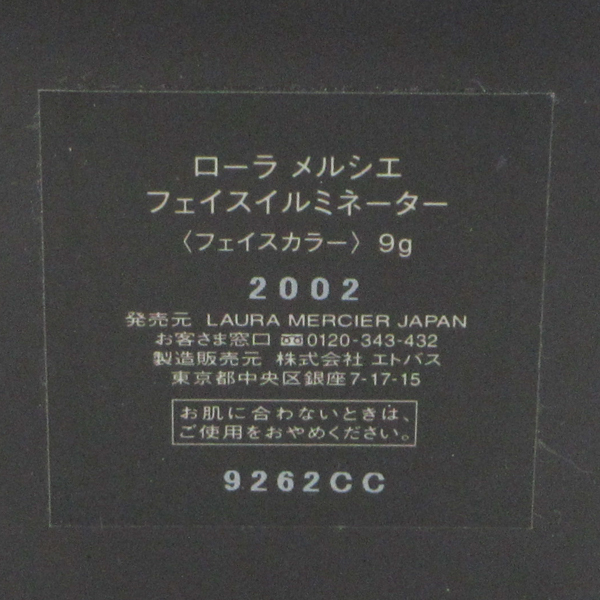 ローラ メルシエ
フェイスイルミネーター
〈フェイスカラー〉9g
2002
発売元 LAURA MERCIER JAPAN
お客さま窓口 0120-343-432
製造販売元 株式会社 エトバス
東京都中央区銀座7-17-15
お肌に合わないときは、
ご使用をおやめください。
9262CC